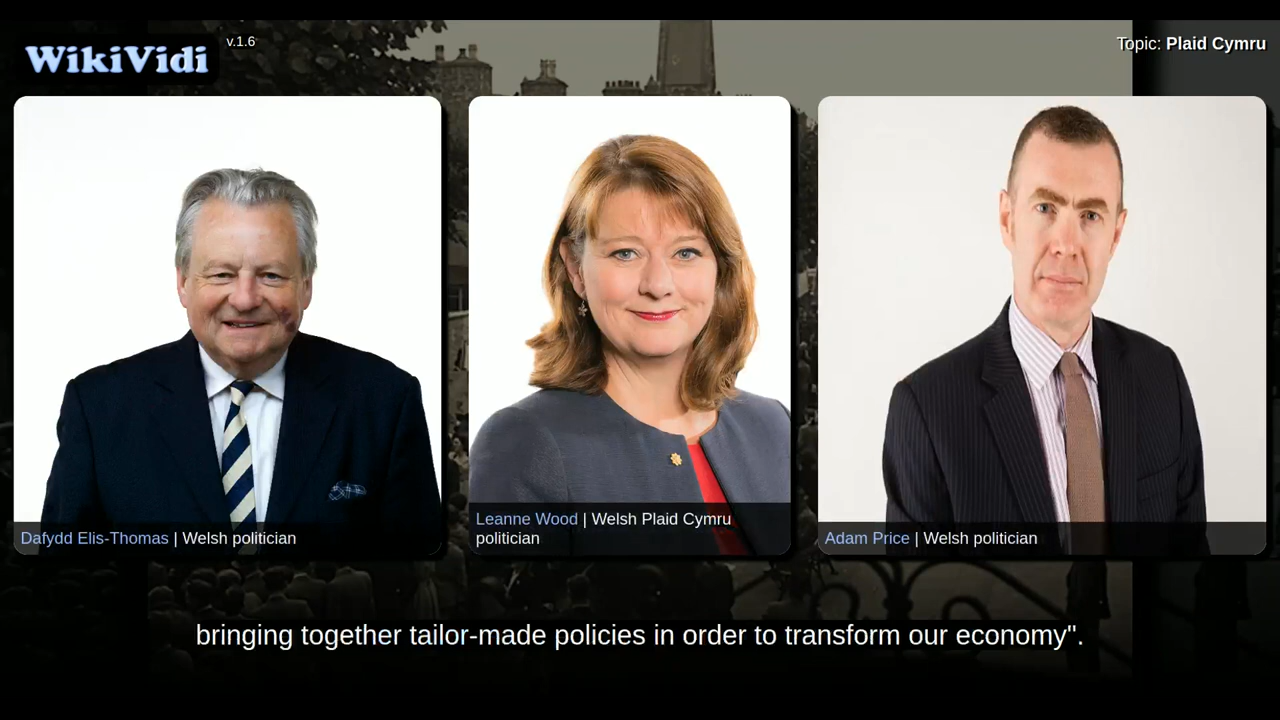 WikiVidi
v.1.6
Topic: Plaid Cymru
Dafydd Elis-Thomas | Welsh politician
Leanne Wood | Welsh Plaid Cymru
politician
Adam Price | Welsh politician
bringing together tailor-made policies in order to transform our economy".